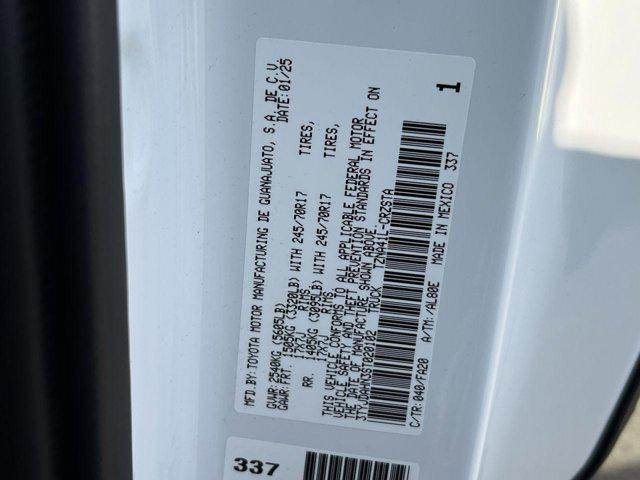 MFD.BY:TOYOTA MOTOR MANUFACTURING DE GUANAJUATO, S.A. DE C.V.
DATE:01/25
GVWR:2540KG(5605LB)
GAWR:FRT. 1505KG (3320LB) WITH 245/70R17 TIRES,
17X7J RIMS,
RR. 1405KG (3095LB) WITH 245/70R17 TIRES,
17X7J RIMS,
THIS VEHICLE CONFORMS TO ALL APPLICABLE FEDERAL MOTOR
VEHICLE SAFETY AND THEFT PREVENTION STANDARDS IN EFFECT ON
THE DATE OF MANUFACTURE SHOWN ABOVE.
TRUCK TZNA41L-CRZSTA
C/TR:040/FA20 A/TM:/AL80E MADE IN MEXICO 337
1
337